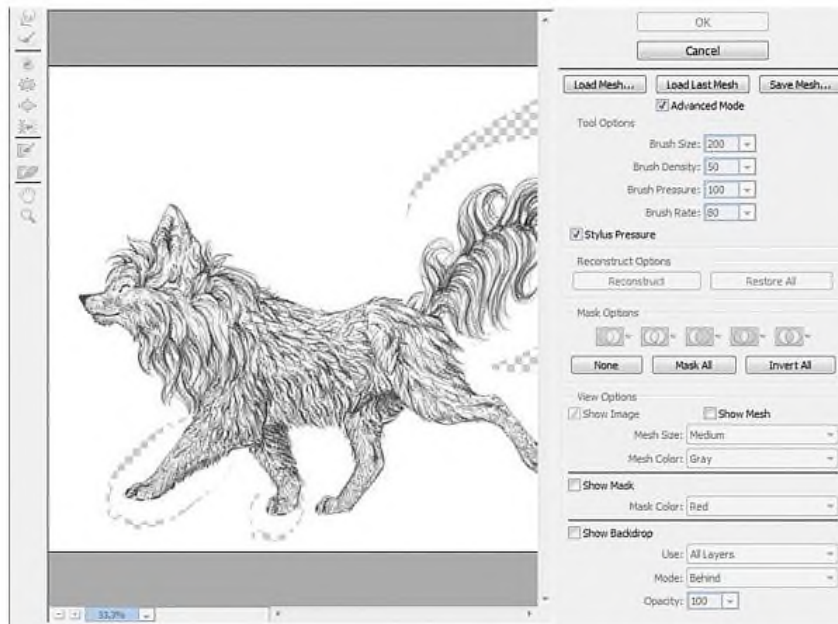 OK
Cancel
Load Mesh... Load Last Mesh Save Mesh...
Advanced Mode
Tool Options
Brush Size: 200
Brush Density: 50
Brush Pressure: 100
Brush Rate: 80
Stylus Pressure
Reconstruct Options
Reconstruct Restore All
Mask Options
None Mask All Invert All
View Options
Show Image Show Mesh
Mesh Size: Medium
Mesh Color: Gray
Show Mask
Mask Color: Red
Show Backdrop
Use: All Layers
Mode: Behind
Opacity: 100
33.3%